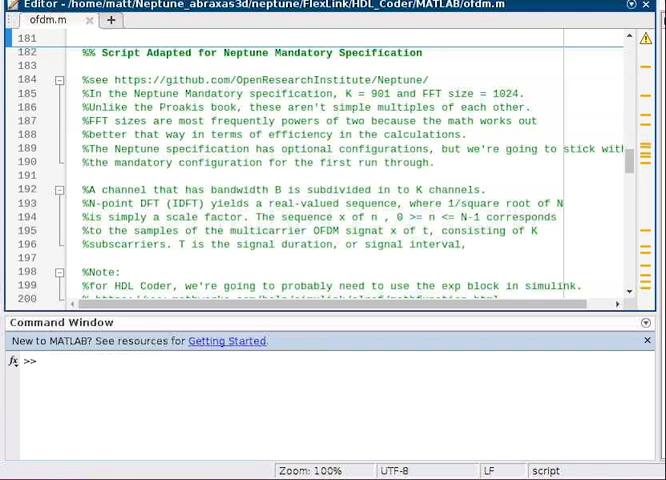 Editor - /home/matt/Neptune_abraxas3d/neptune/FlexLink/HDL_Coder/MATLAB/ofdm.m
ofdm.m
181
182 %% Script Adapted for Neptune Mandatory Specification
183
184 %see https://github.com/OpenResearchInstitute/Neptune/
185 %In the Neptune Mandatory specification, K = 901 and FFT size = 1024.
186 %Unlike the Proakis book, these aren't simple multiples of each other.
187 %FFT sizes are most frequently powers of two because the math works out
188 %better that way in terms of efficiency in the calculations.
189 %The Neptune specification has optional configurations, but we're going to stick with
190 %the mandatory configuration for the first run through.
191
192 %A channel that has bandwidth B is subdivided in to K channels.
193 %N-point DFT (IDFT) yields a real-valued sequence, where 1/square root of N
194 %is simply a scale factor. The sequence x of n , 0 >= n <= N-1 corresponds
195 %to the samples of the multicarrier OFDM signat x of t, consisting of K
196 %subscarriers. T is the signal duration, or signal interval,
197
198 %Note:
199 %for HDL Coder, we're going to probably need to use the exp block in simulink.
200
Command Window
New to MATLAB? See resources for Getting Started.
fx >>
Zoom: 100% UTF-8 LF script